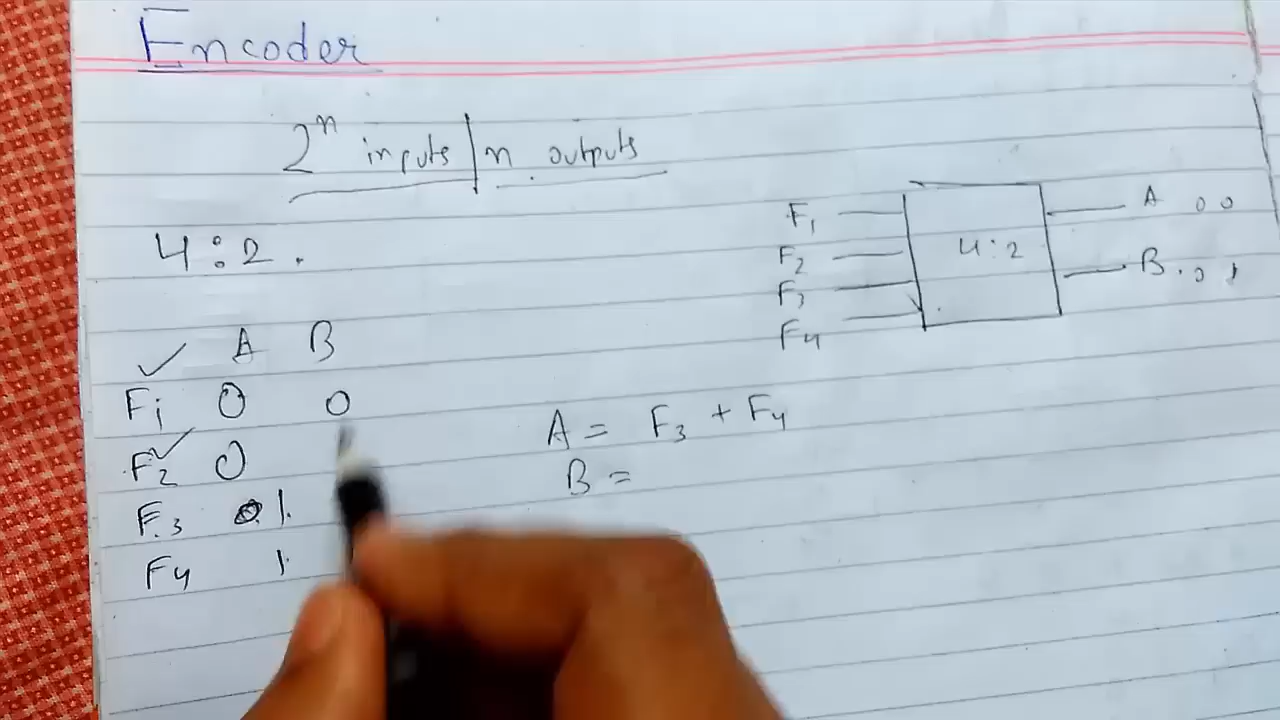 Encoder
2^n inputs | n outputs
4:2.
F1
F2
F3
F4
4:2
A 0 0
B. 0 1
A B
F1 0 0
F2 0
F3 1.
F4 1.
A = F3 + F4
B =